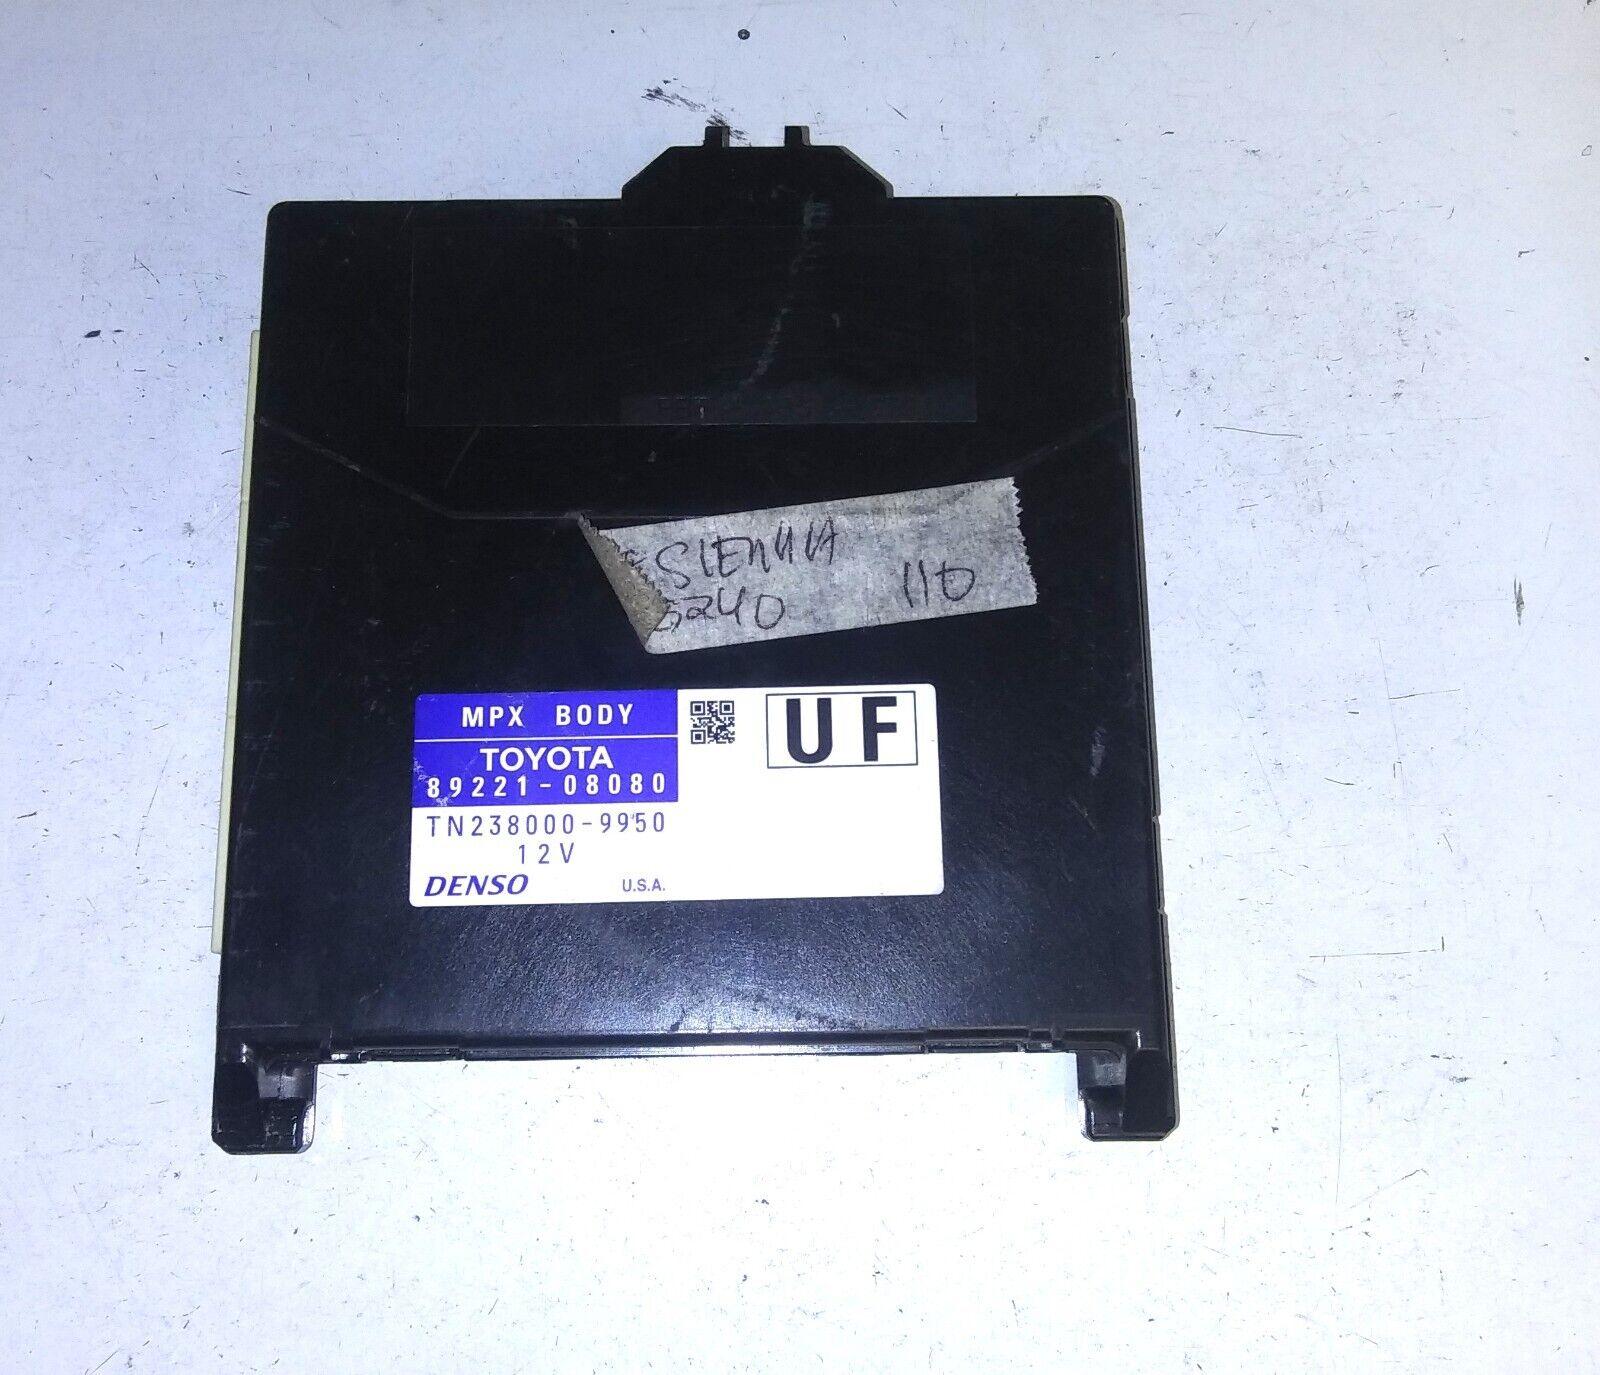 SIENNA
5240 110
MPX BODY
UF
TOYOTA
89221-08080
TN238000-9950
12V
DENSO U.S.A.